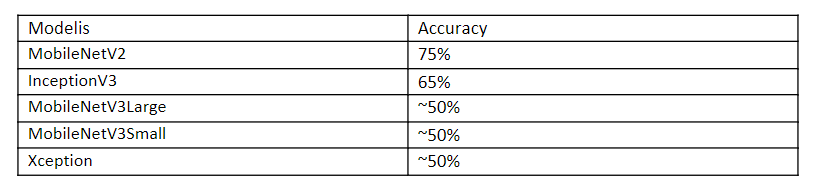 Modelis Accuracy
MobileNetV2 75%
InceptionV3 65%
MobileNetV3Large ~50%
MobileNetV3Small ~50%
Xception ~50%